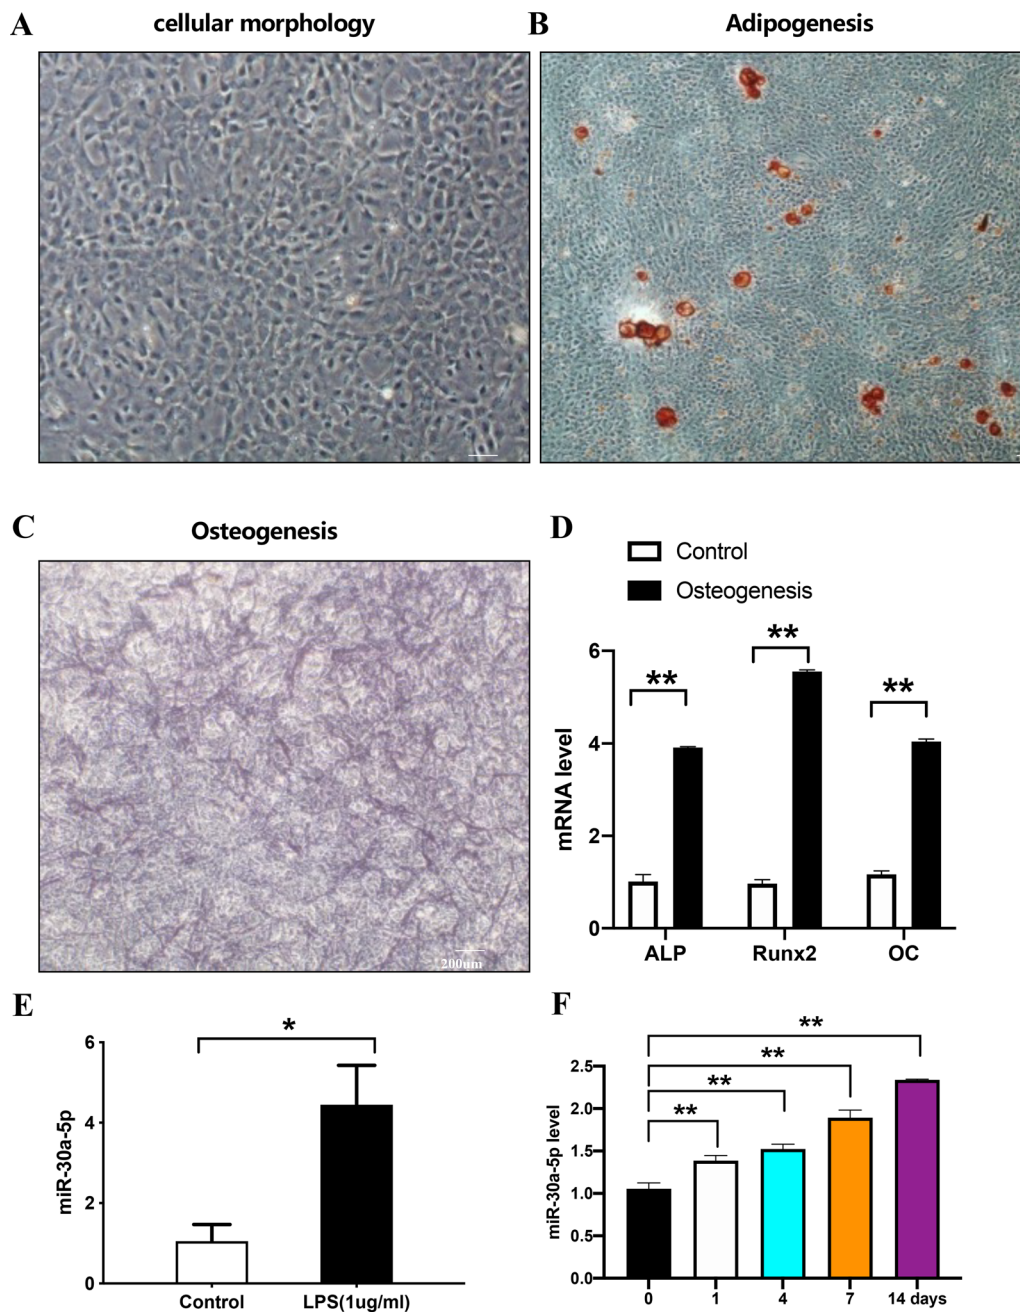 A
cellular morphology
B
Adipogenesis
C
Osteogenesis
200um
D
Control
Osteogenesis
mRNA level
6
4
2
0
**
**
**
ALP Runx2 OC
E
miR-30a-5p
6
4
2
0
*
Control LPS(1ug/ml)
F
miR-30a-5p level
2.5
2.0
1.5
1.0
0.5
0.0
**
**
**
**
0 1 4 7 14 days